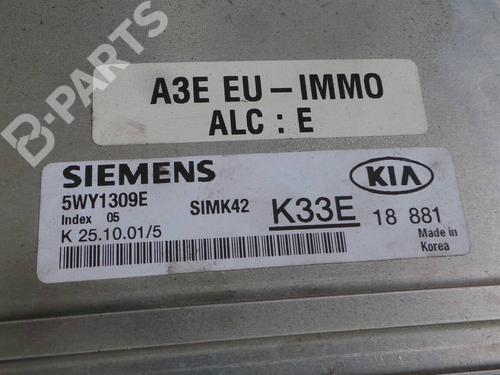 B-PARTS
A3E EU-IMMO
ALC : E
SIEMENS
KIA
5WY1309E
Index 05
SIMK42
K33E
18 881
K 25.10.01/5
Made in
Korea